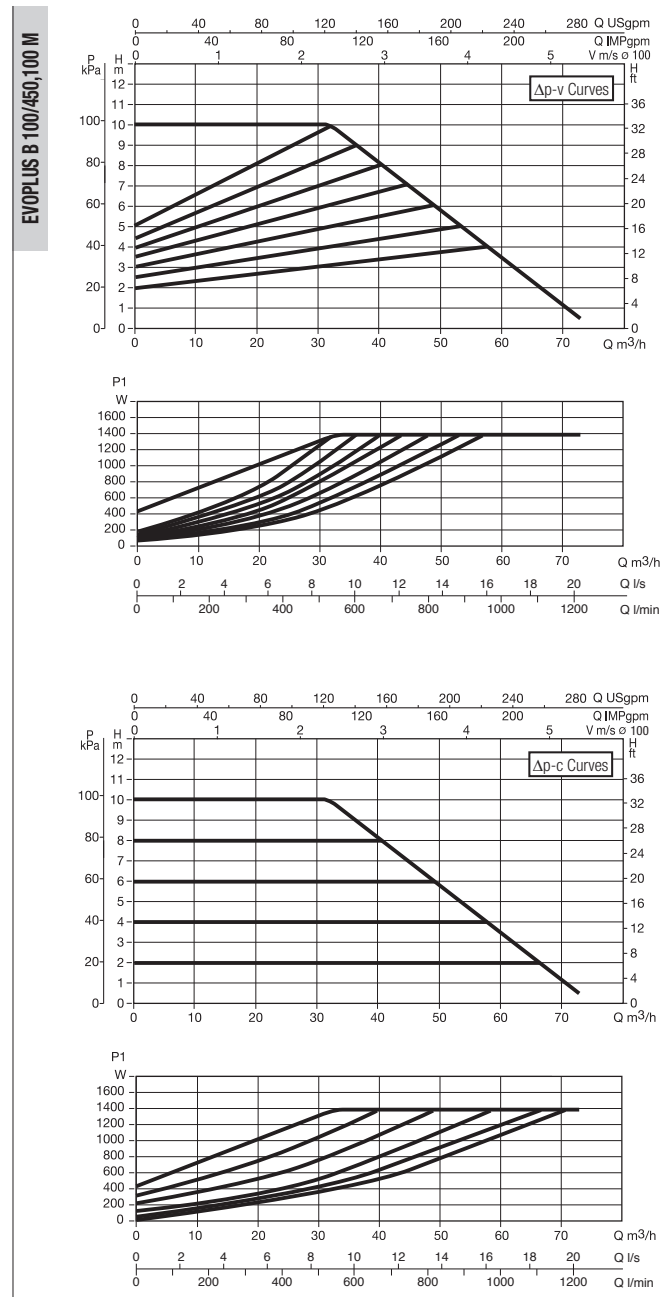 EVOPLUS B 100/450.100 M
0 40 80 120 160 200 240 280 Q USgpm
0 40 80 120 160 200 Q IMPgpm
0 1 2 3 4 5 V m/s ø 100
P kPa
H m
H ft
Δp-v Curves
100
80
60
40
20
0
12
11
10
9
8
7
6
5
4
3
2
1
0
36
32
28
24
20
16
12
8
4
0
0 10 20 30 40 50 60 70 Q m³/h
P1
W
1600
1400
1200
1000
800
600
400
200
0
0 10 20 30 40 50 60 70 Q m³/h
0 2 4 6 8 10 12 14 16 18 20 Q l/s
0 200 400 600 800 1000 1200 Q l/min
0 40 80 120 160 200 240 280 Q USgpm
0 40 80 120 160 200 Q IMPgpm
0 1 2 3 4 5 V m/s ø 100
P kPa
H m
H ft
Δp-c Curves
100
80
60
40
20
0
12
11
10
9
8
7
6
5
4
3
2
1
0
36
32
28
24
20
16
12
8
4
0
0 10 20 30 40 50 60 70 Q m³/h
P1
W
1600
1400
1200
1000
800
600
400
200
0
0 10 20 30 40 50 60 70 Q m³/h
0 2 4 6 8 10 12 14 16 18 20 Q l/s
0 200 400 600 800 1000 1200 Q l/min